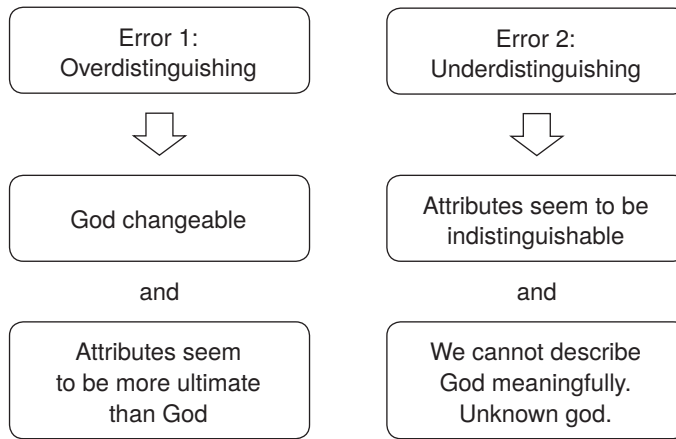 Error 1:
Overdistinguishing
God changeable
and
Attributes seem
to be more ultimate
than God
Error 2:
Underdistinguishing
Attributes seem to be
indistinguishable
and
We cannot describe
God meaningfully.
Unknown god.